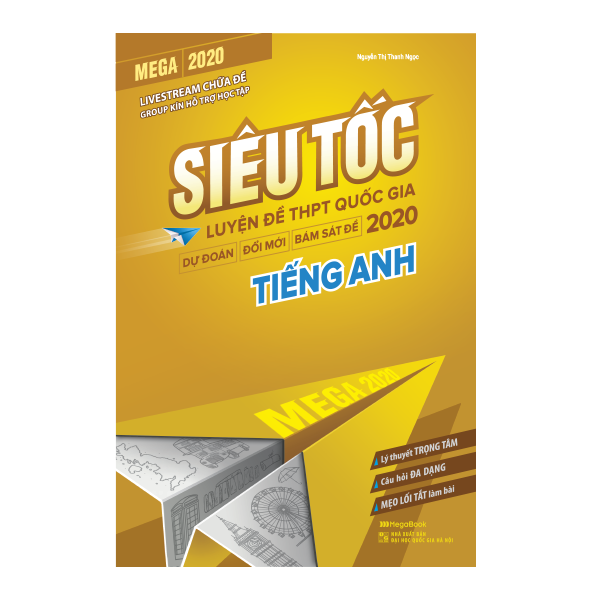 MEGA 2020
Nguyễn Thị Thanh Ngọc
LIVESTREAM CHỮA ĐỀ
GROUP KÍN HỖ TRỢ HỌC TẬP
SIÊU TỐC
LUYỆN ĐỀ THPT QUỐC GIA
DỰ ĐOÁN ĐỔI MỚI BÁM SÁT ĐỀ 2020
TIẾNG ANH
MEGA 2020
Lý thuyết TRỌNG TÂM
Câu hỏi ĐA DẠNG
MẸO LỐI TẮT làm bài
MegaBook
NHÀ XUẤT BẢN
ĐẠI HỌC QUỐC GIA HÀ NỘI